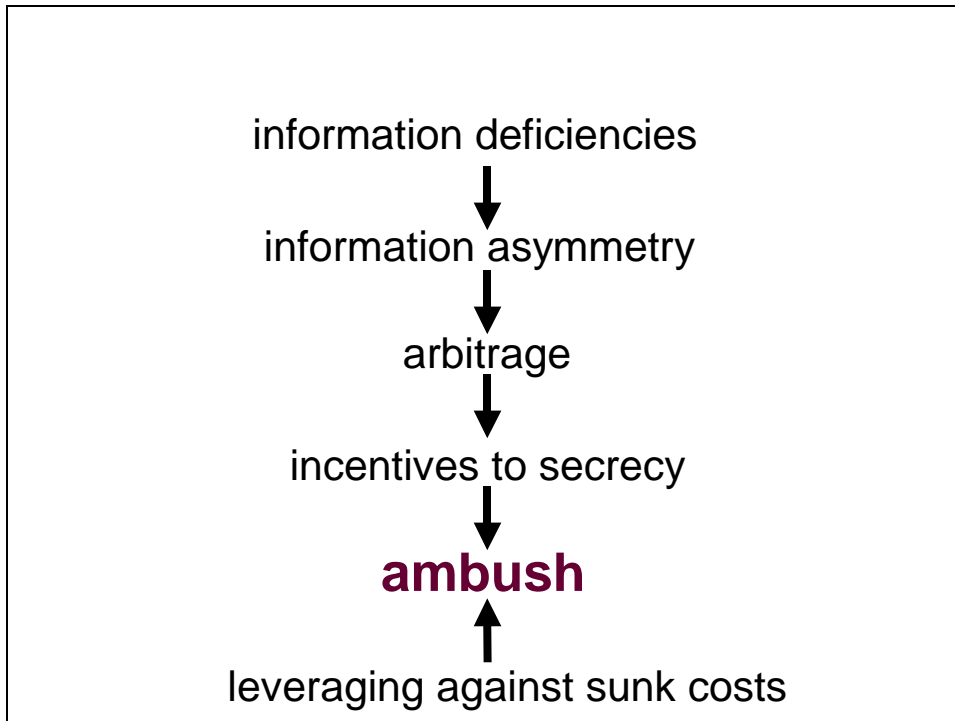 information deficiencies
information asymmetry
arbitrage
incentives to secrecy
ambush
leveraging against sunk costs